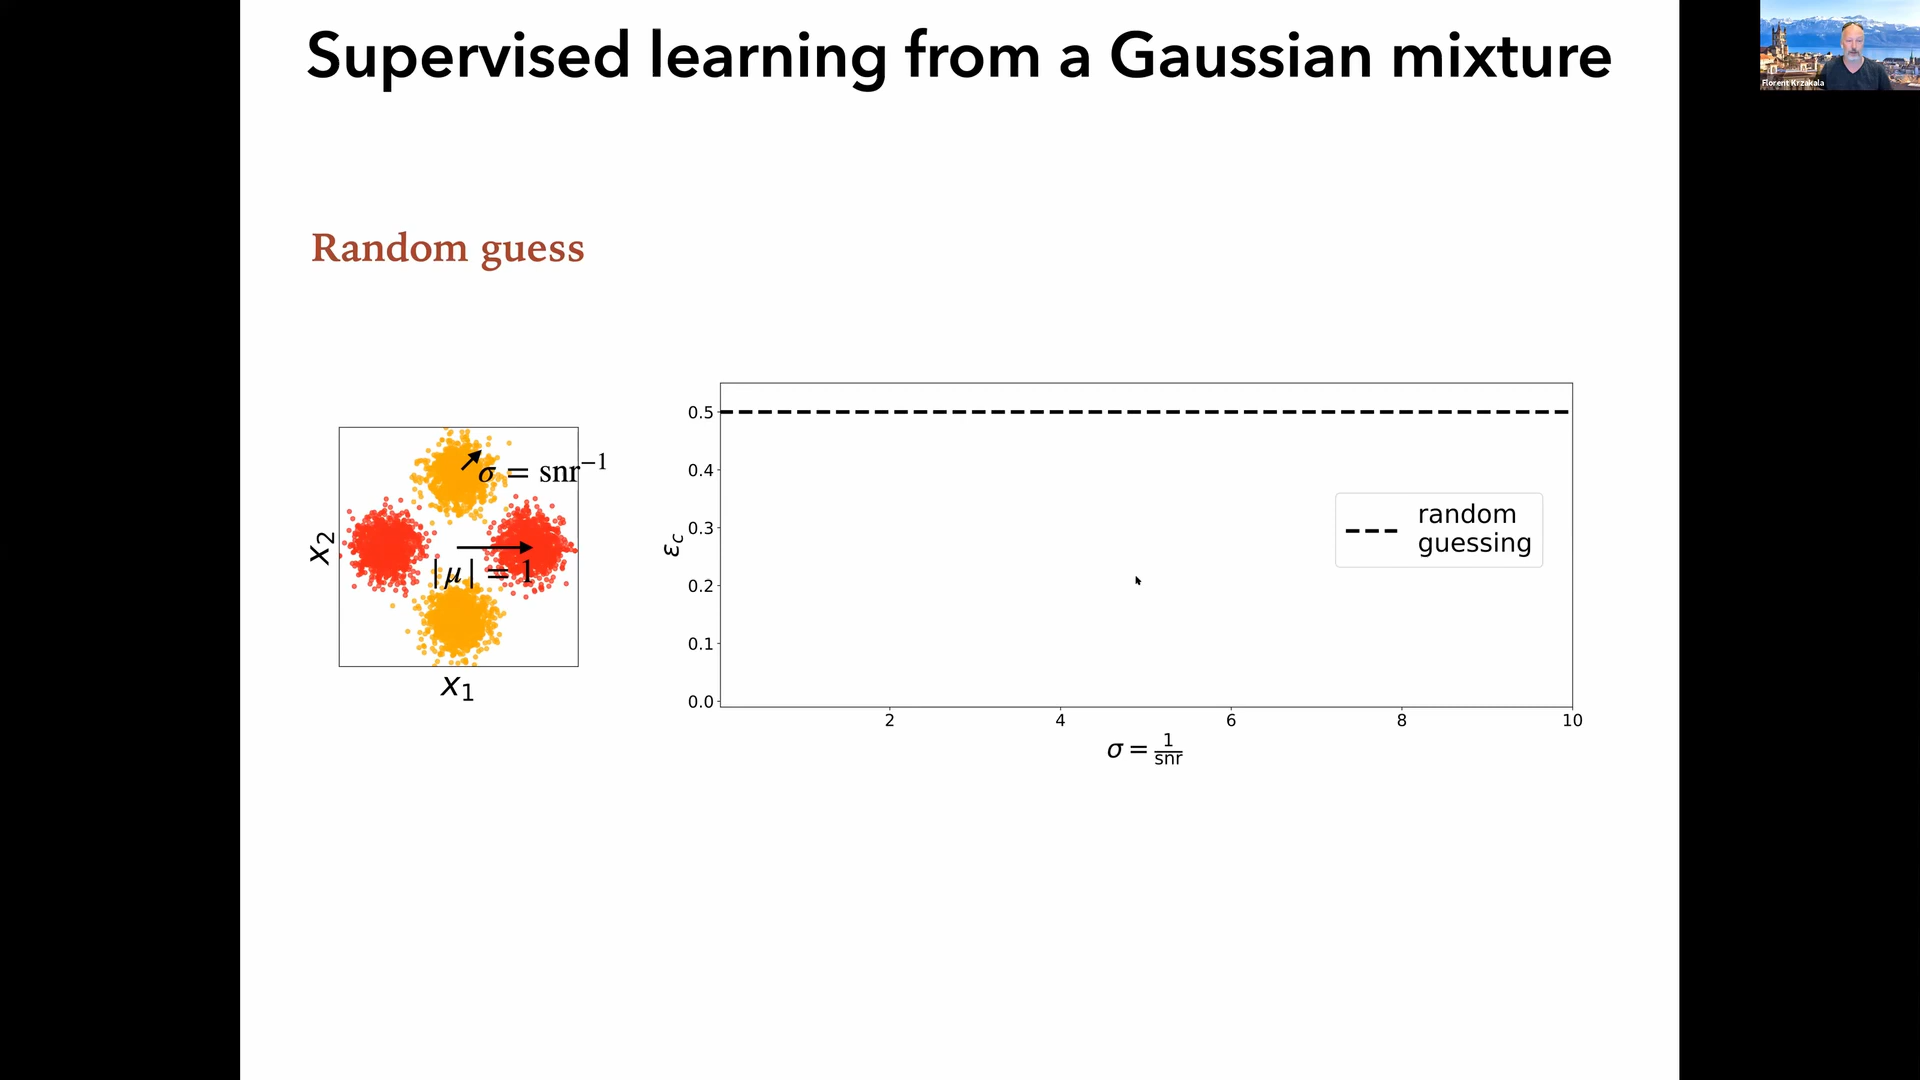 Supervised learning from a Gaussian mixture
Florent Krzakala
Random guess
σ = snr⁻¹
|μ| = 1
x₂
x₁
0.5
0.4
0.3
0.2
0.1
0.0
ε_c
random
guessing
2 4 6 8 10
σ = 1/snr